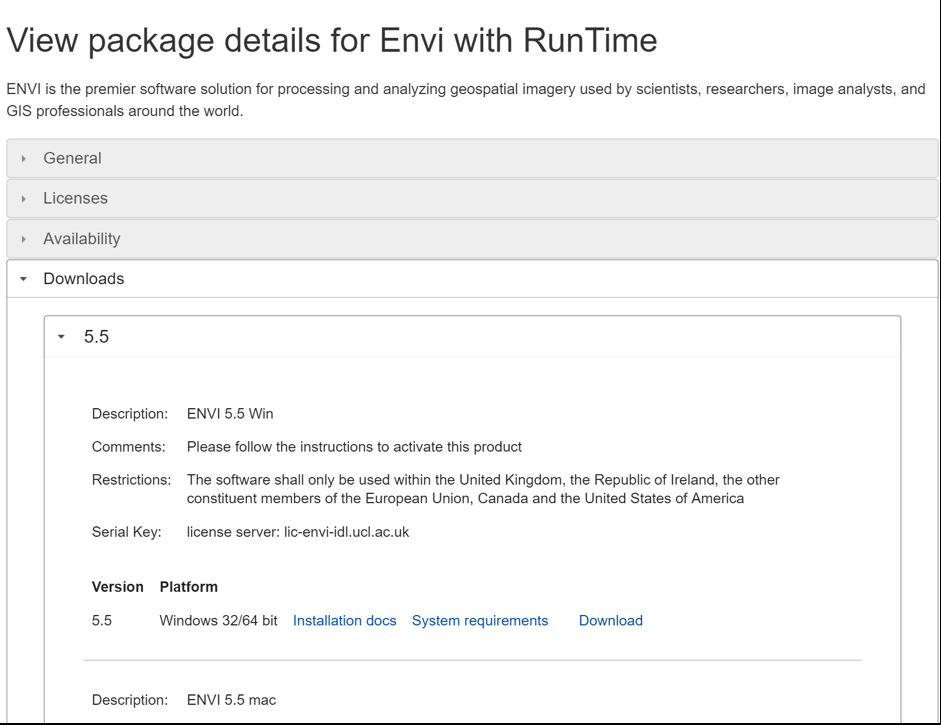 View package details for Envi with RunTime
ENVI is the premier software solution for processing and analyzing geospatial imagery used by scientists, researchers, image analysts, and
GIS professionals around the world.
General
Licenses
Availability
Downloads
5.5
Description: ENVI 5.5 Win
Comments: Please follow the instructions to activate this product
Restrictions: The software shall only be used within the United Kingdom, the Republic of Ireland, the other
constituent members of the European Union, Canada and the United States of America
Serial Key: license server: lic-envi-idl.ucl.ac.uk
Version Platform
5.5 Windows 32/64 bit Installation docs System requirements Download
Description: ENVI 5.5 mac